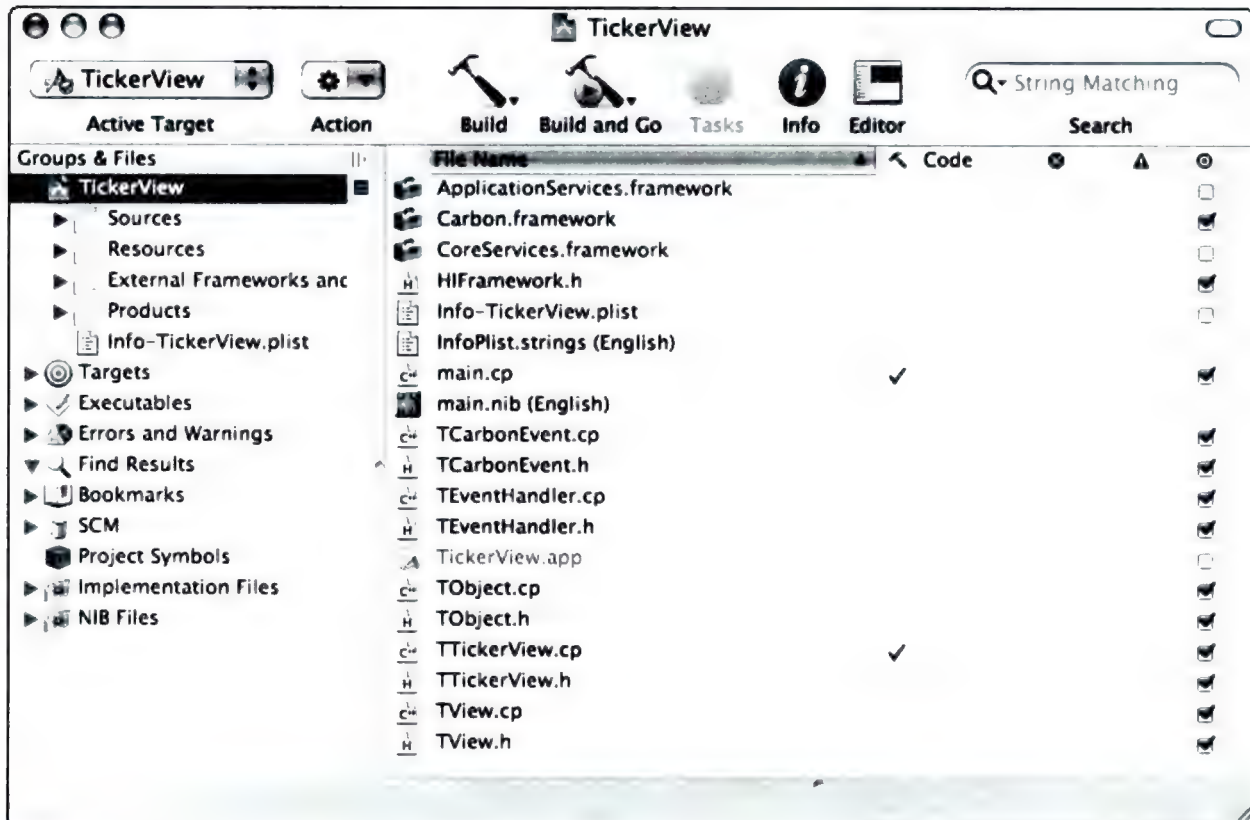 TickerView
TickerView
String Matching
Active Target Action Build Build and Go Tasks Info Editor Search
Groups & Files
TickerView
Sources
Resources
External Frameworks and
Products
Info-TickerView.plist
Targets
Executables
Errors and Warnings
Find Results
Bookmarks
SCM
Project Symbols
Implementation Files
NIB Files
File Name Code
ApplicationServices.framework
Carbon.framework
CoreServices.framework
HIFramework.h
Info-TickerView.plist
InfoPlist.strings (English)
main.cp
main.nib (English)
TCarbonEvent.cp
TCarbonEvent.h
TEventHandler.cp
TEventHandler.h
TickerView.app
TObject.cp
TObject.h
TTickerView.cp
TTickerView.h
TView.cp
TView.h